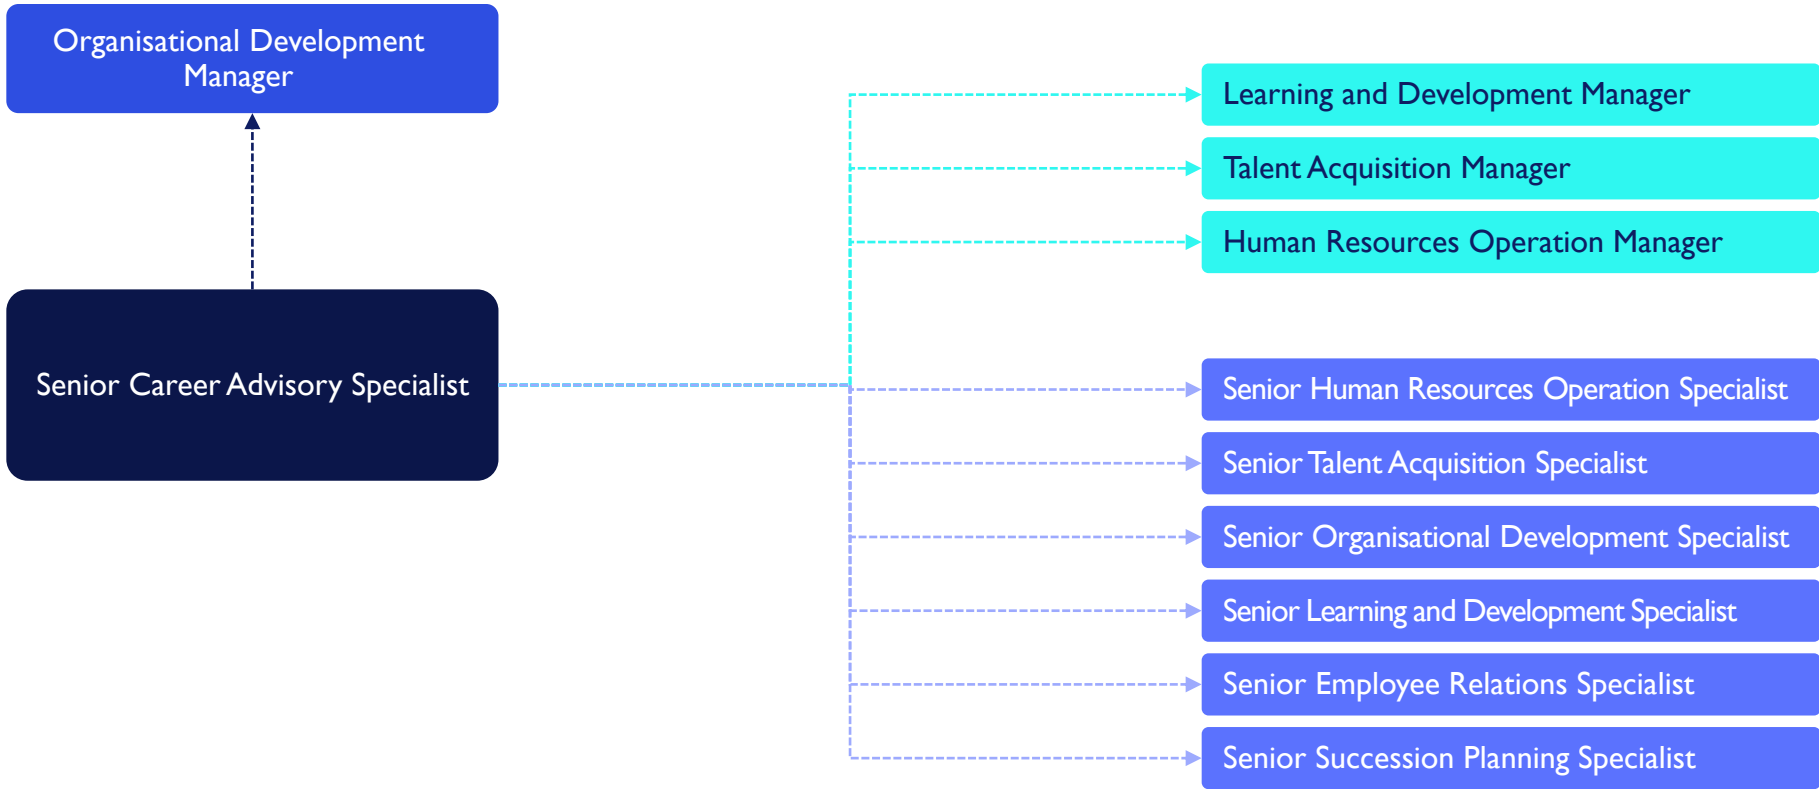 Organisational Development
Manager
Senior Career Advisory Specialist
Learning and Development Manager
Talent Acquisition Manager
Human Resources Operation Manager
Senior Human Resources Operation Specialist
Senior Talent Acquisition Specialist
Senior Organisational Development Specialist
Senior Learning and Development Specialist
Senior Employee Relations Specialist
Senior Succession Planning Specialist